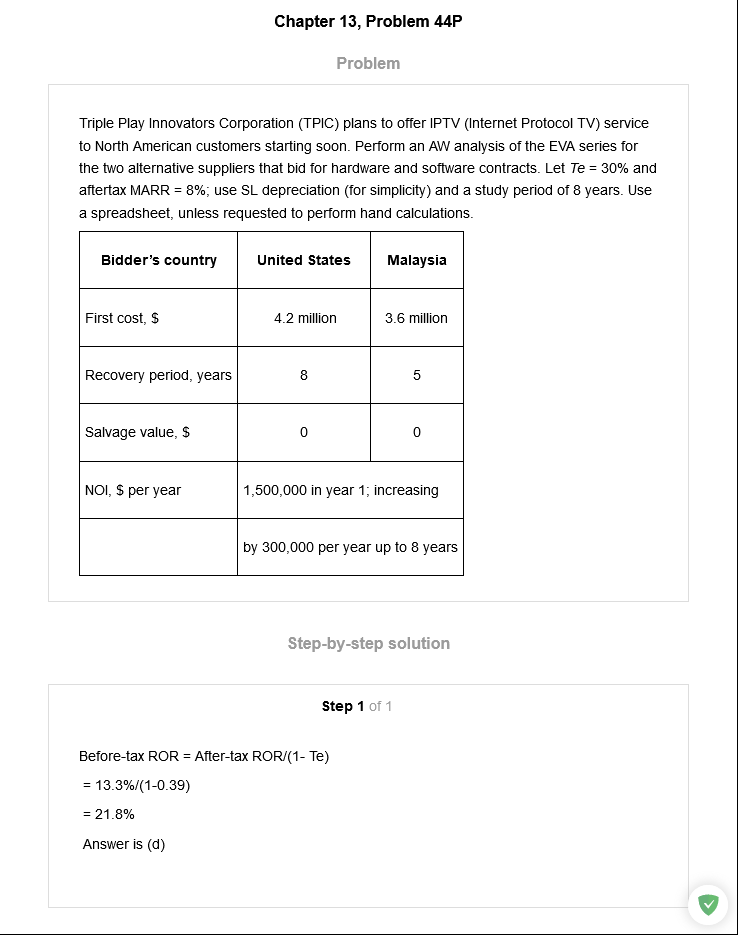 Chapter 13, Problem 44P
Problem
Triple Play Innovators Corporation (TPIC) plans to offer IPTV (Internet Protocol TV) service
to North American customers starting soon. Perform an AW analysis of the EVA series for
the two alternative suppliers that bid for hardware and software contracts. Let Te = 30% and
aftertax MARR = 8%; use SL depreciation (for simplicity) and a study period of 8 years. Use
a spreadsheet, unless requested to perform hand calculations.
Bidder’s country United States Malaysia
First cost, $ 4.2 million 3.6 million
Recovery period, years 8 5
Salvage value, $ 0 0
NOI, $ per year 1,500,000 in year 1; increasing
by 300,000 per year up to 8 years
Step-by-step solution
Step 1 of 1
Before-tax ROR = After-tax ROR/(1- Te)
= 13.3%/(1-0.39)
= 21.8%
Answer is (d)